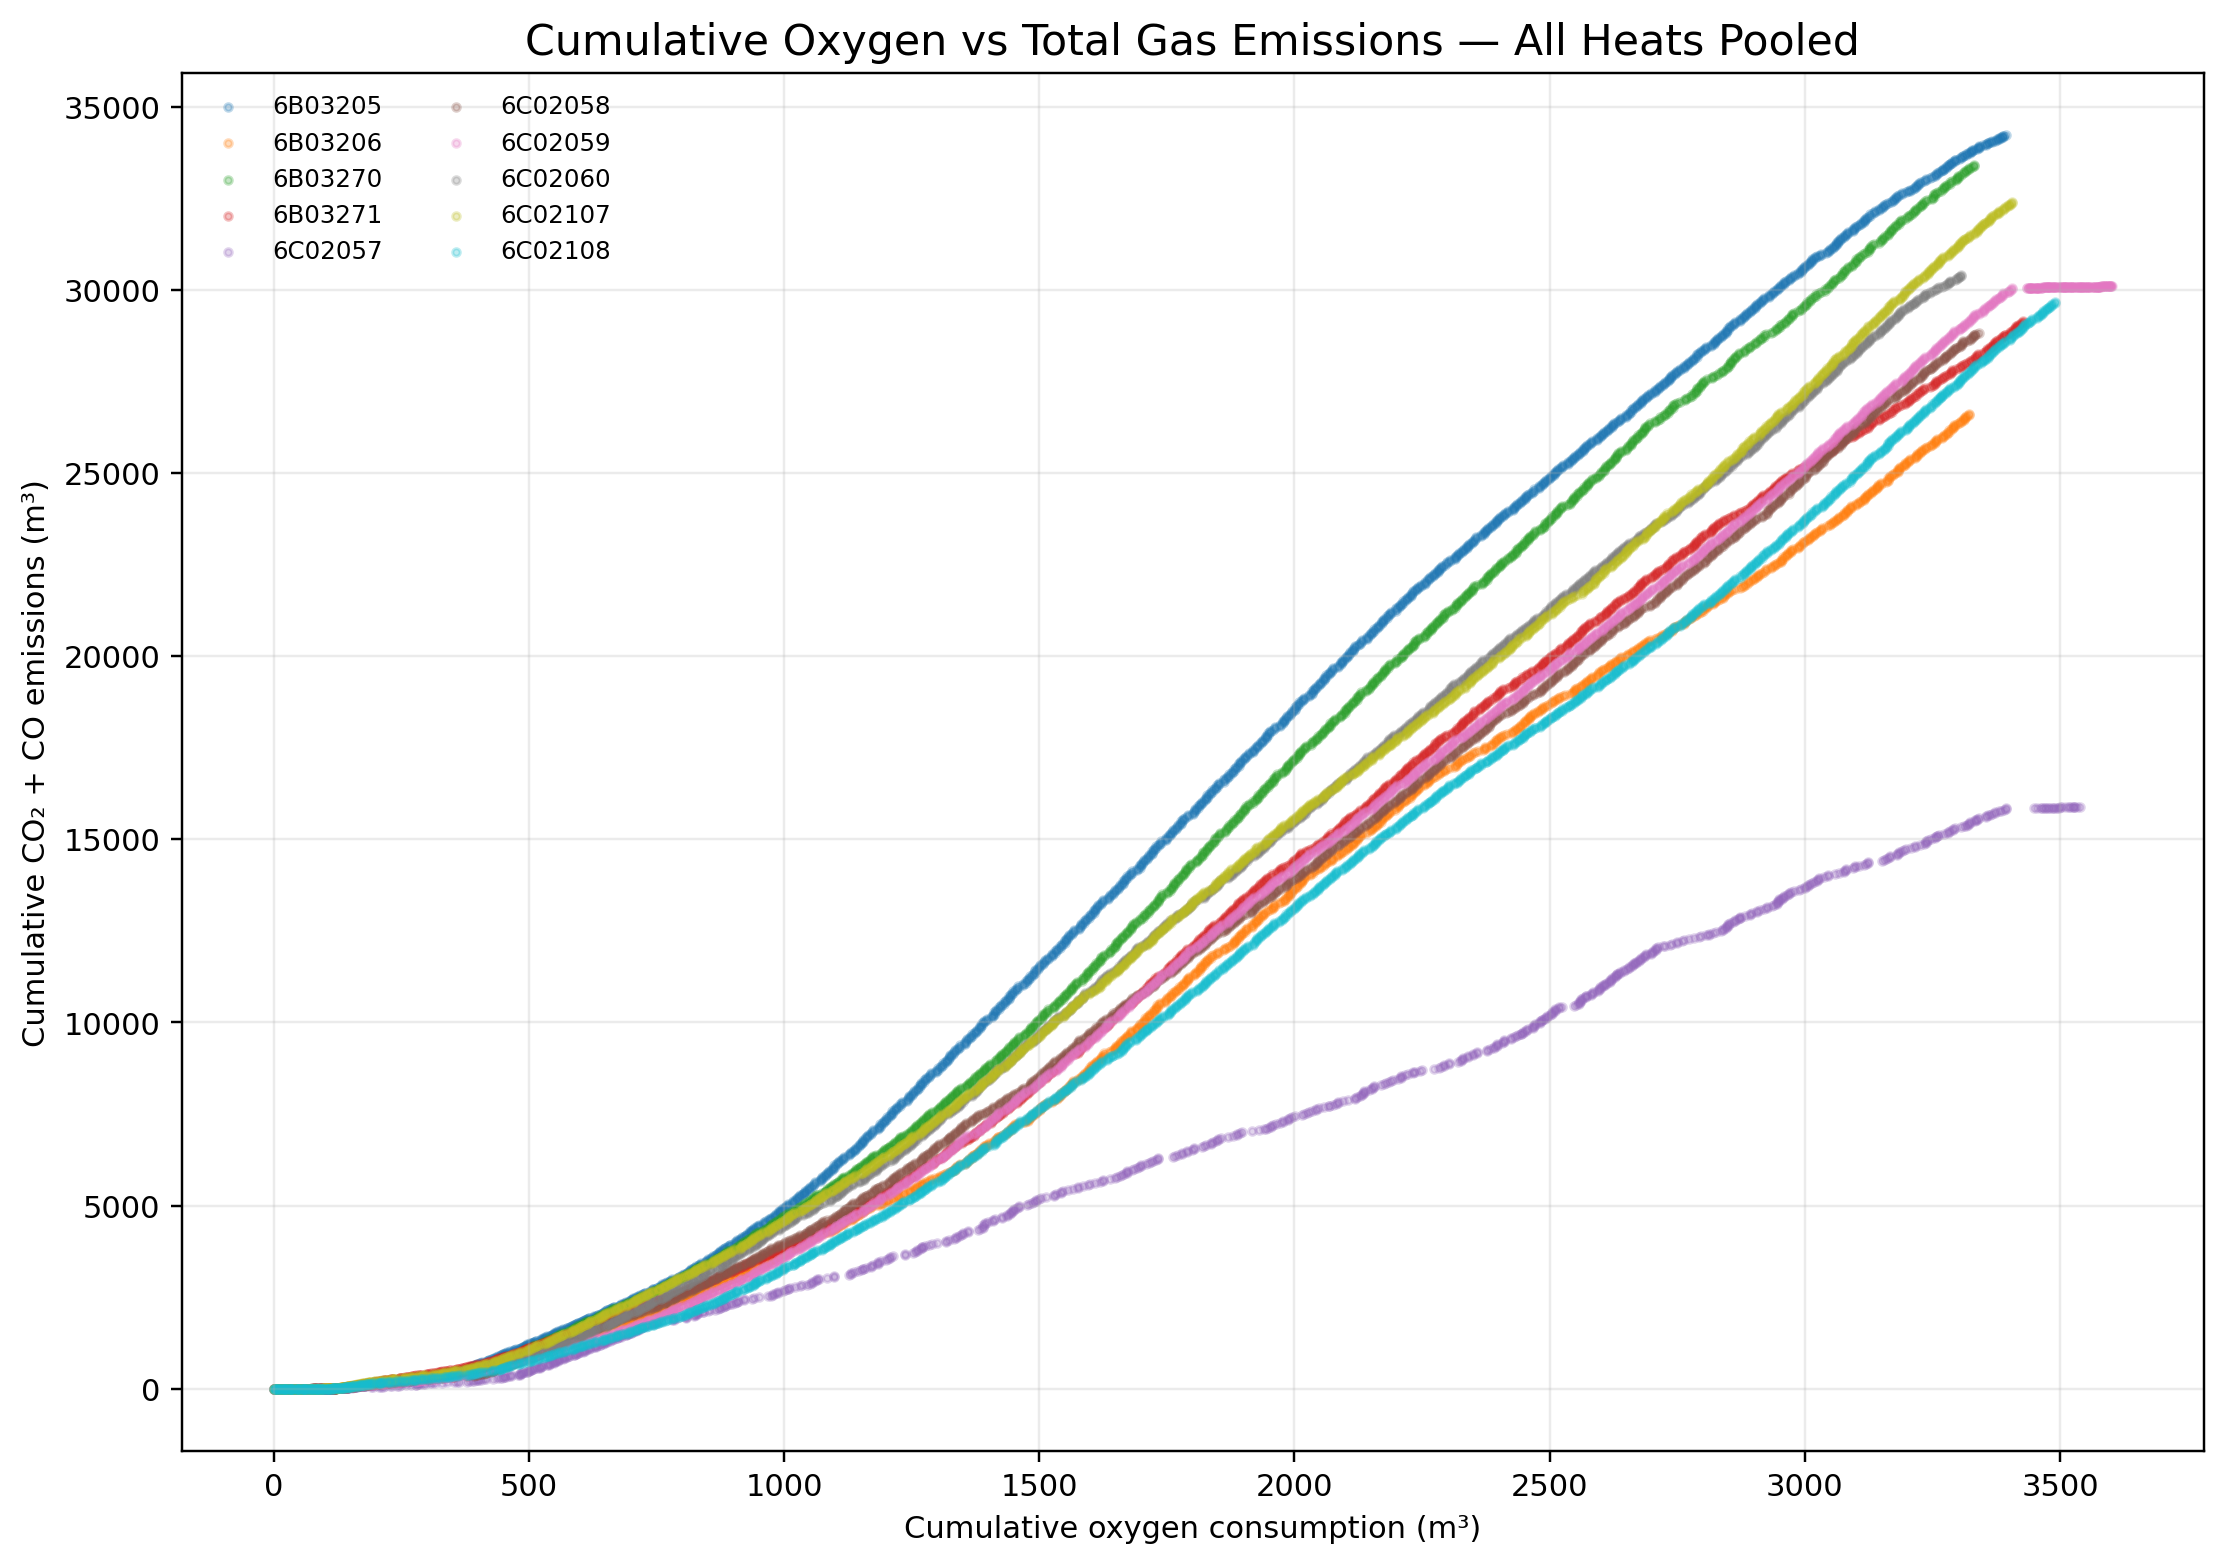 Cumulative Oxygen vs Total Gas Emissions — All Heats Pooled
35000
30000
25000
20000
15000
10000
5000
0
Cumulative CO₂ + CO emissions (m³)
6B03205
6B03206
6B03270
6B03271
6C02057
6C02058
6C02059
6C02060
6C02107
6C02108
0 500 1000 1500 2000 2500 3000 3500
Cumulative oxygen consumption (m³)